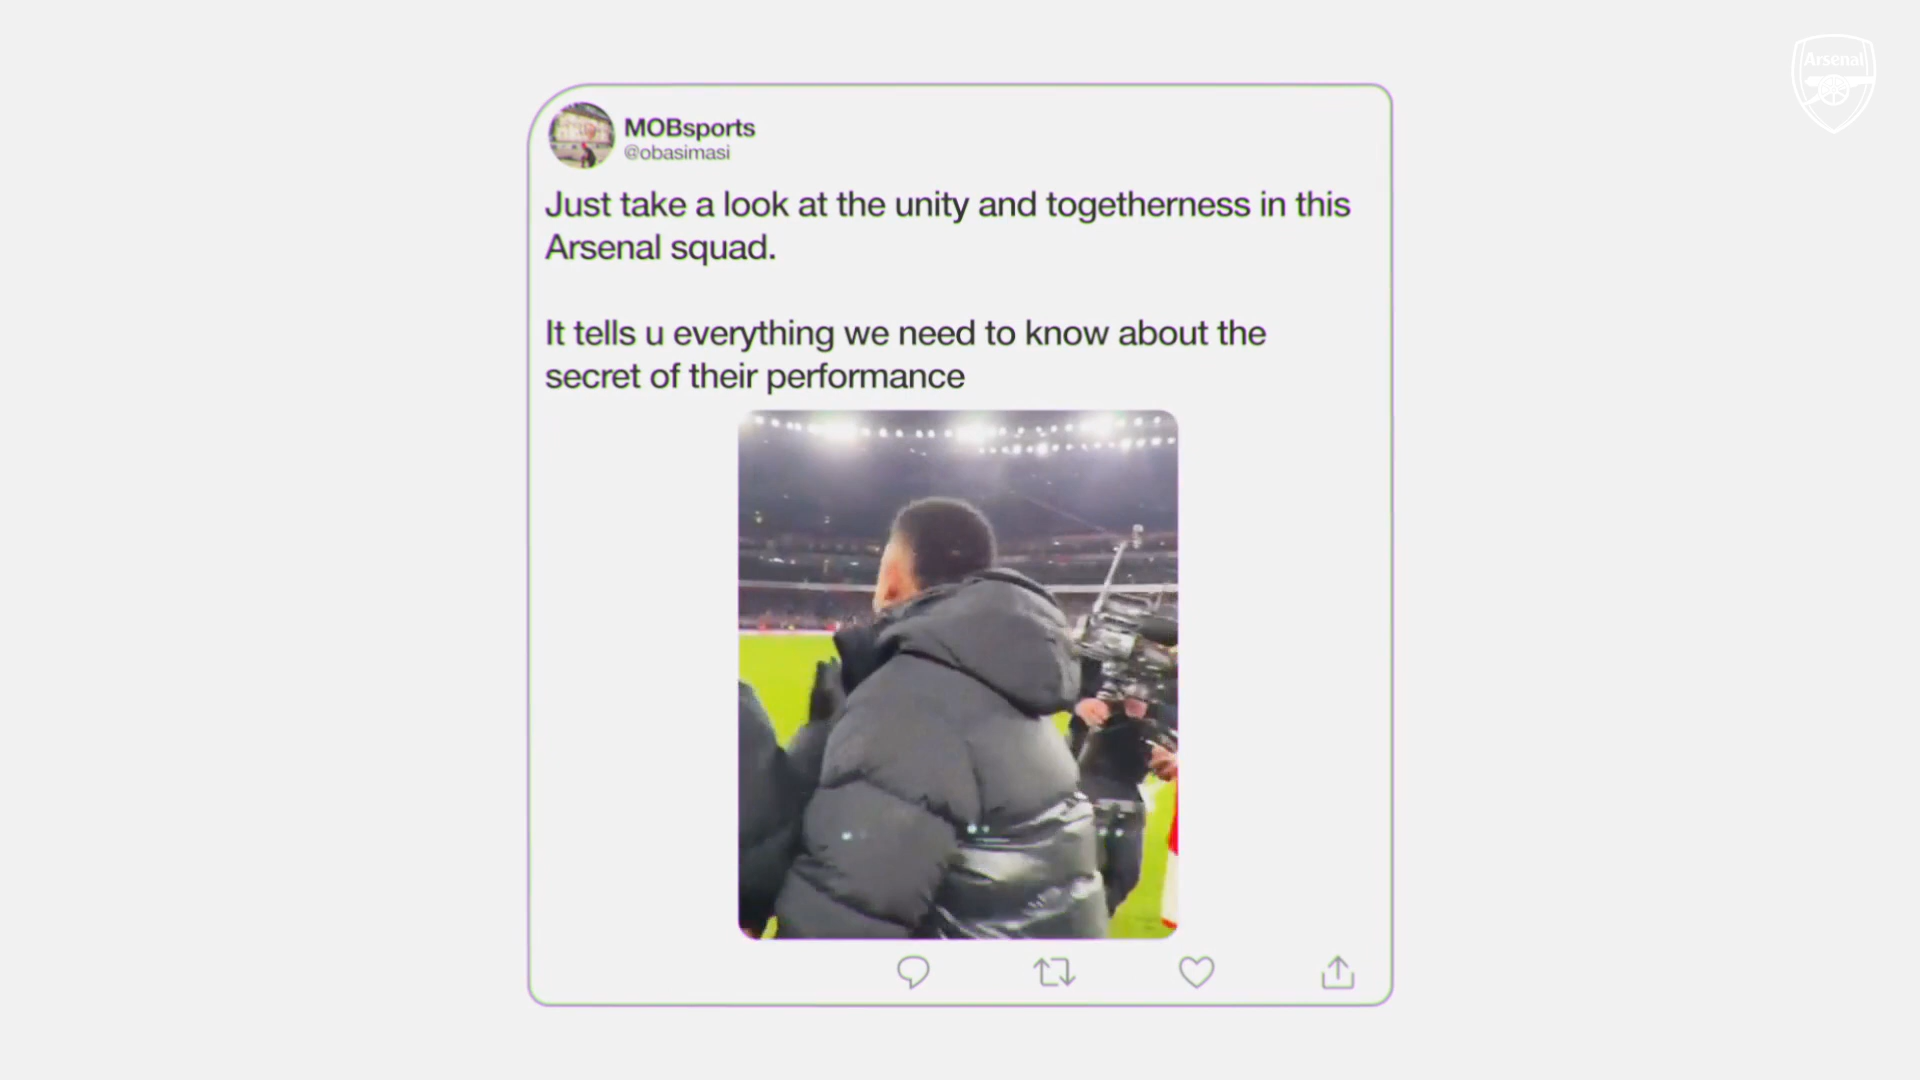 Arsenal
MOBsports
@obasimasi
Just take a look at the unity and togetherness in this
Arsenal squad.
It tells u everything we need to know about the
secret of their performance